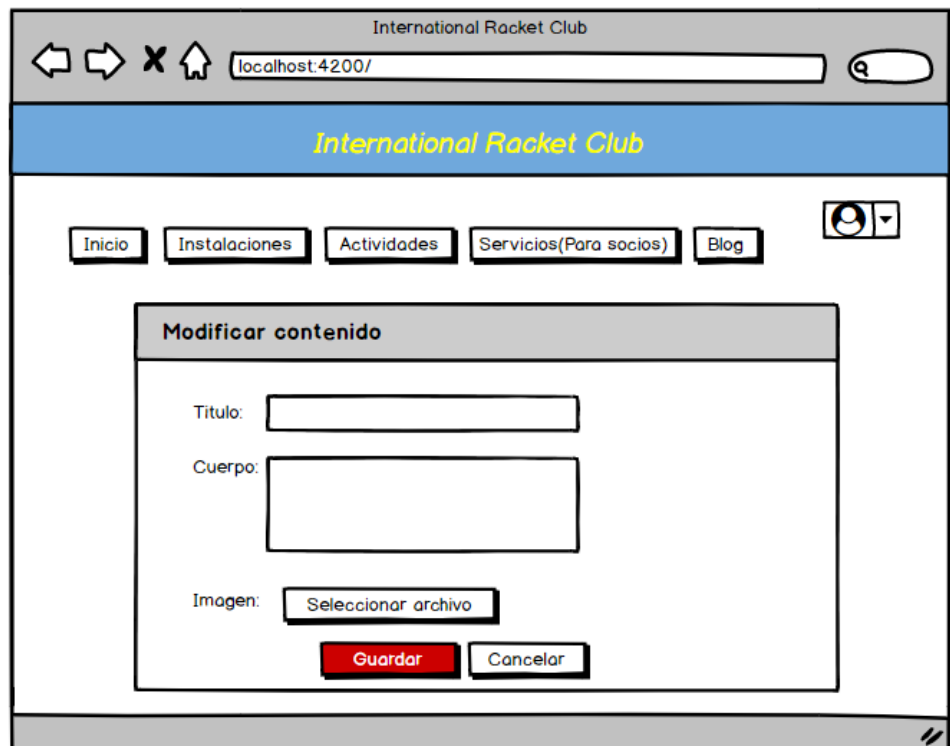 International Racket Club
localhost:4200/
International Racket Club
Inicio Instalaciones Actividades Servicios(Para socios) Blog
Modificar contenido
Titulo:
Cuerpo:
Imagen: Seleccionar archivo
Guardar Cancelar